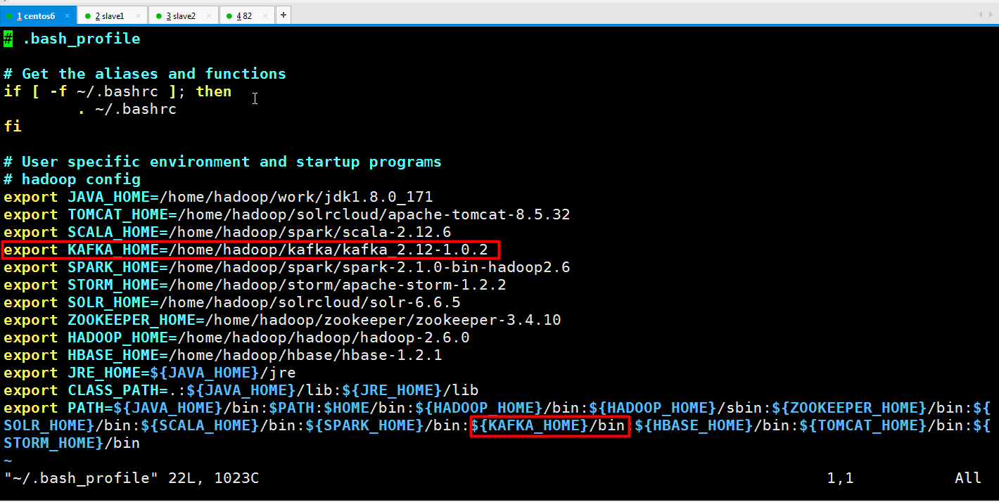 1 centos6 × 2 slave1 × 3 slave2 × 4 82 × +
# .bash_profile
# Get the aliases and functions
if [ -f ~/.bashrc ]; then
. ~/.bashrc
fi
# User specific environment and startup programs
# hadoop config
export JAVA_HOME=/home/hadoop/work/jdk1.8.0_171
export TOMCAT_HOME=/home/hadoop/solrcloud/apache-tomcat-8.5.32
export SCALA_HOME=/home/hadoop/spark/scala-2.12.6
export KAFKA_HOME=/home/hadoop/kafka/kafka_2.12-1.0.2
export SPARK_HOME=/home/hadoop/spark/spark-2.1.0-bin-hadoop2.6
export STORM_HOME=/home/hadoop/storm/apache-storm-1.2.2
export SOLR_HOME=/home/hadoop/solrcloud/solr-6.6.5
export ZOOKEEPER_HOME=/home/hadoop/zookeeper/zookeeper-3.4.10
export HADOOP_HOME=/home/hadoop/hadoop/hadoop-2.6.0
export HBASE_HOME=/home/hadoop/hbase/hbase-1.2.1
export JRE_HOME=${JAVA_HOME}/jre
export CLASS_PATH=.:${JAVA_HOME}/lib:${JRE_HOME}/lib
export PATH=${JAVA_HOME}/bin:$PATH:$HOME/bin:${HADOOP_HOME}/bin:${HADOOP_HOME}/sbin:${ZOOKEEPER_HOME}/bin:${
SOLR_HOME}/bin:${SCALA_HOME}/bin:${SPARK_HOME}/bin:${KAFKA_HOME}/bin:${HBASE_HOME}/bin:${TOMCAT_HOME}/bin:${
STORM_HOME}/bin
~
"~/.bash_profile" 22L, 1023C 1,1 All